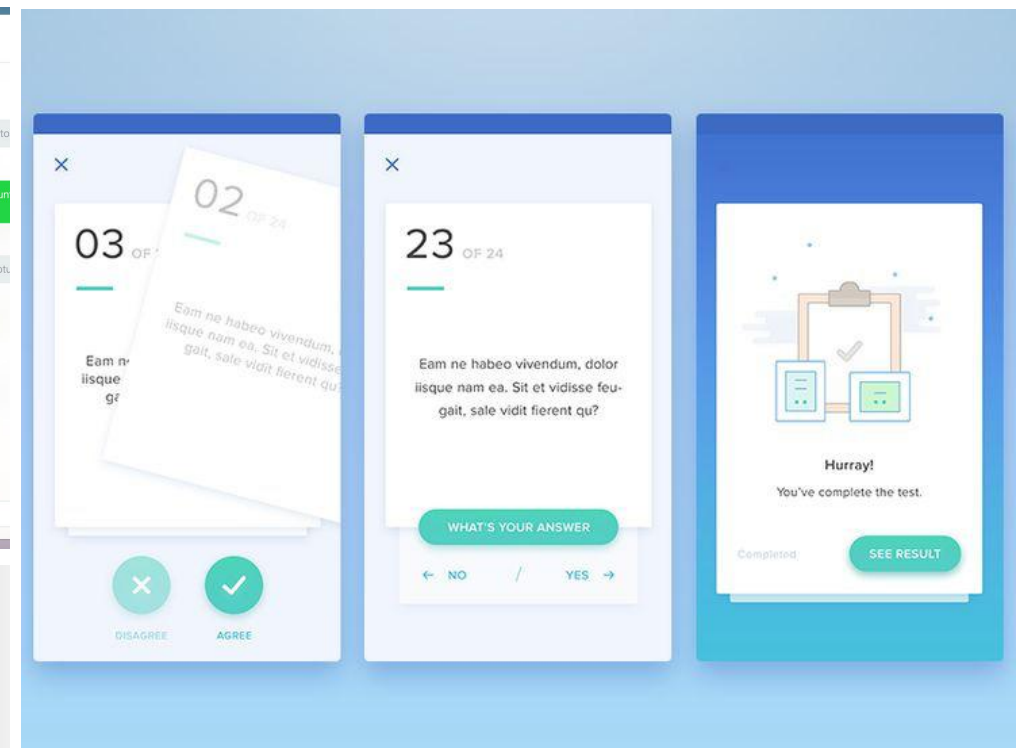 02 OF 24
Eam ne habeo vivendum,
iisque nam ea. Sit et vidisse
gait, sale vidit fierent qu?
03 OF
Eam
iisque
DISAGREE
AGREE
23 OF 24
Eam ne habeo vivendum, dolor
iisque nam ea. Sit et vidisse feu-
gait, sale vidit fierent qu?
WHAT'S YOUR ANSWER
← NO / YES →
Hurray!
You've complete the test.
Completed
SEE RESULT